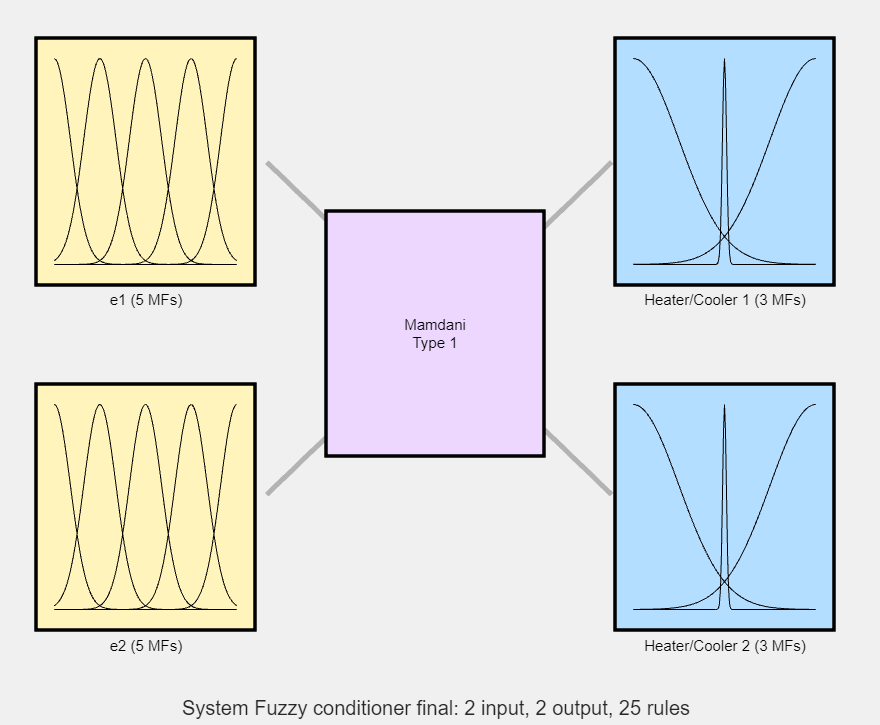 e1 (5 MFs)
Heater/Cooler 1 (3 MFs)
Mamdani
Type 1
e2 (5 MFs)
Heater/Cooler 2 (3 MFs)
System Fuzzy conditioner final: 2 input, 2 output, 25 rules